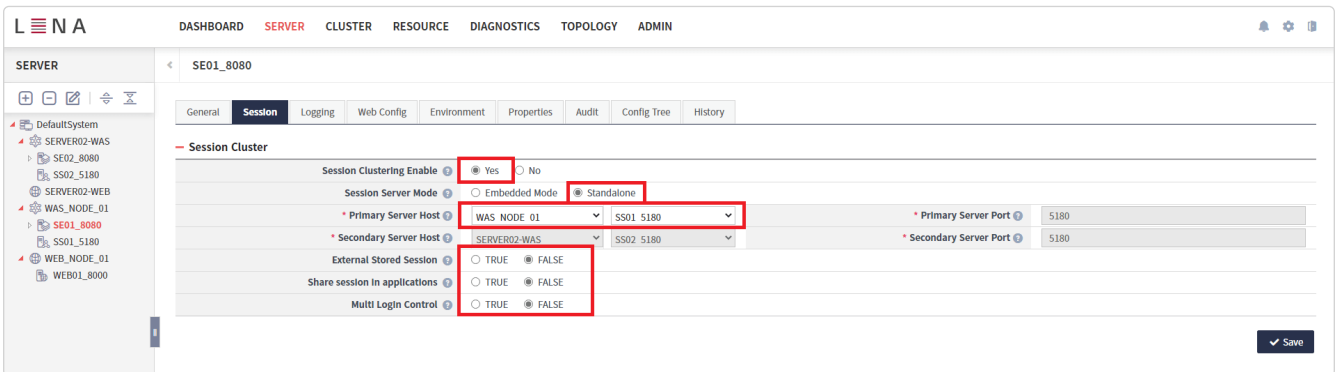 LENA
DASHBOARD SERVER CLUSTER RESOURCE DIAGNOSTICS TOPOLOGY ADMIN
SERVER
SE01_8080
General Session Logging Web Config Environment Properties Audit Config Tree History
DefaultSystem
SERVER02-WAS
SE02_8080
SS02_5180
SERVER02-WEB
WAS_NODE_01
SE01_8080
SS01_5180
WEB_NODE_01
WEB01_8000
Session Cluster
Session Clustering Enable Yes No
Session Server Mode Embedded Mode Standalone
* Primary Server Host WAS_NODE_01 SS01_5180 * Primary Server Port 5180
* Secondary Server Host SERVER02-WAS SS02_5180 * Secondary Server Port 5180
External Stored Session TRUE FALSE
Share session in applications TRUE FALSE
Multi Login Control TRUE FALSE
Save